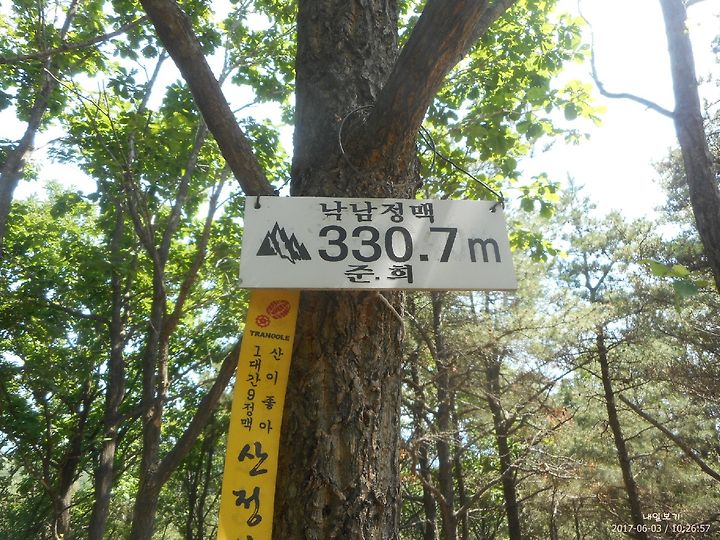 낙남정맥
330.7m
준.희
TRANGGLE
산이좋아
1대간9정맥
산정
내일보기
2017-06-03 / 10:26:57